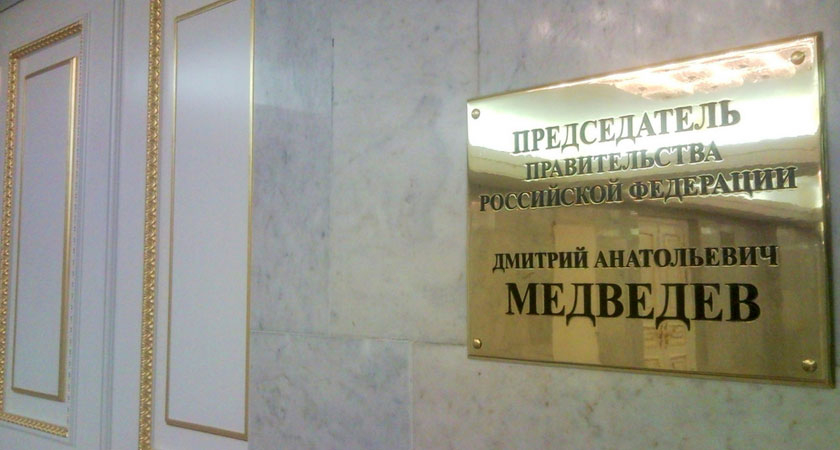 ПРЕДСЕДАТЕЛЬ
ПРАВИТЕЛЬСТВА
РОССИЙСКОЙ ФЕДЕРАЦИИ
ДМИТРИЙ АНАТОЛЬЕВИЧ
МЕДВЕДЕВ